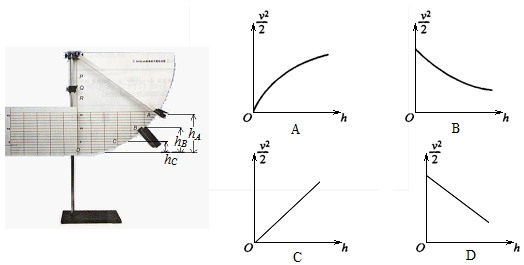 P
Q
R
A
B
C
D
h_A
h_B
h_C
v²/2
O
h
A
v²/2
O
h
B
v²/2
O
h
C
v²/2
O
h
D